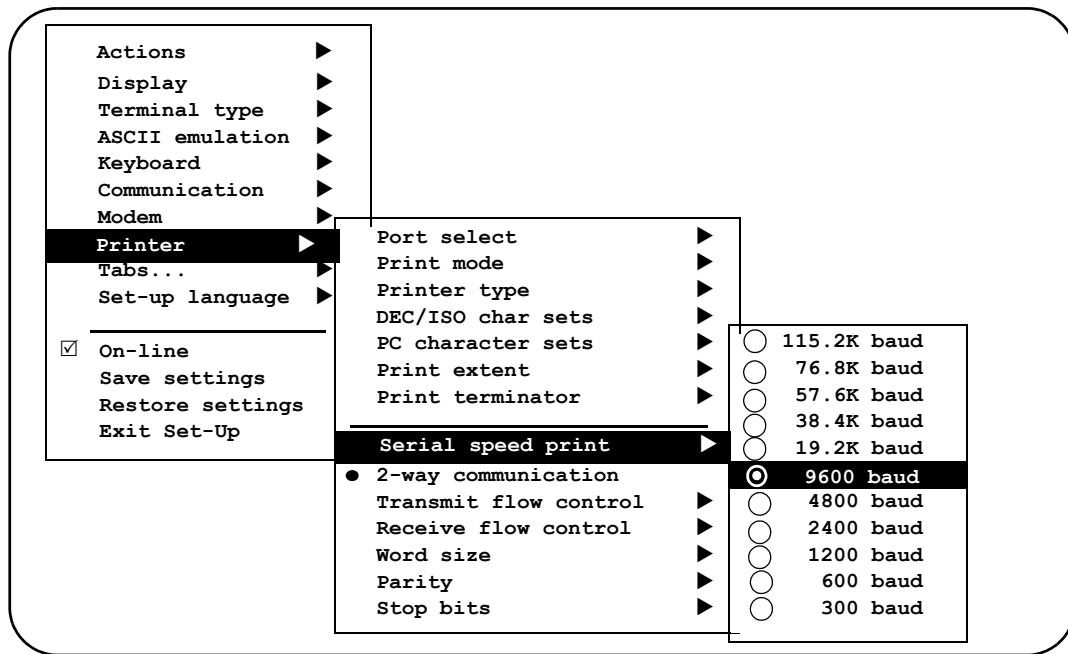 Actions
Display
Terminal type
ASCII emulation
Keyboard
Communication
Modem
Printer
Tabs...
Set-up language
On-line
Save settings
Restore settings
Exit Set-Up
Port select
Print mode
Printer type
DEC/ISO char sets
PC character sets
Print extent
Print terminator
Serial speed print
2-way communication
Transmit flow control
Receive flow control
Word size
Parity
Stop bits
115.2K baud
76.8K baud
57.6K baud
38.4K baud
19.2K baud
9600 baud
4800 baud
2400 baud
1200 baud
600 baud
300 baud